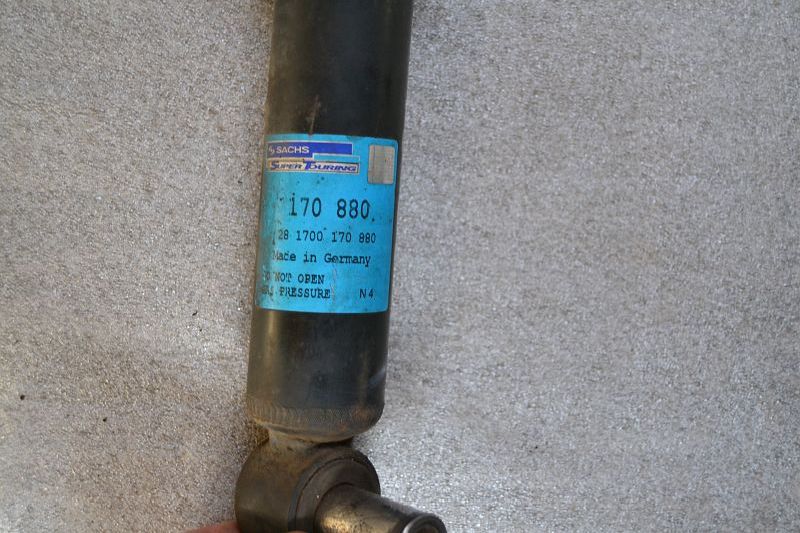 SACHS
SUPER TOURING
170 880
28 1700 170 880
Made in Germany
NOT OPEN
PRESSURE N4